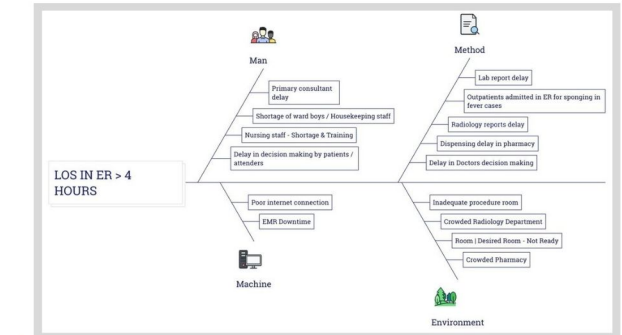 Man
Method
Primary consultant
delay
Shortage of ward boys / Housekeeping staff
Nursing staff - Shortage & Training
Delay in decision making by patients /
attenders
Lab report delay
Outpatients admitted in ER for sponging in
fever cases
Radiology reports delay
Dispensing delay in pharmacy
Delay in Doctors decision making
LOS IN ER > 4
HOURS
Poor internet connection
EMR Downtime
Machine
Inadequate procedure room
Crowded Radiology Department
Room | Desired Room - Not Ready
Crowded Pharmacy
Environment